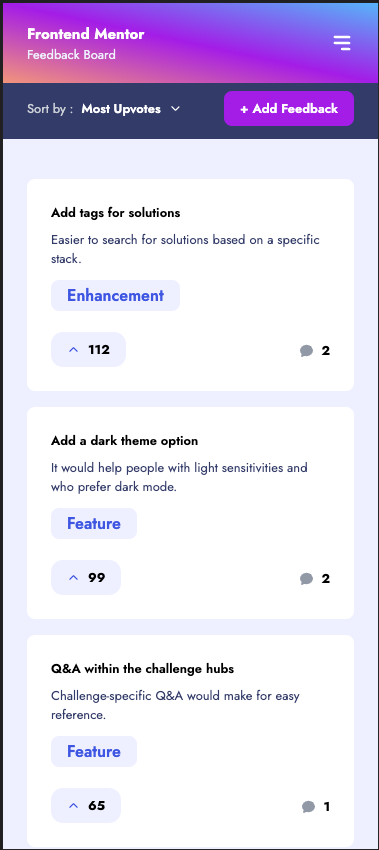 Frontend Mentor
Feedback Board
Sort by : Most Upvotes
+ Add Feedback
Add tags for solutions
Easier to search for solutions based on a specific
stack.
Enhancement
112
2
Add a dark theme option
It would help people with light sensitivities and
who prefer dark mode.
Feature
99
2
Q&A within the challenge hubs
Challenge-specific Q&A would make for easy
reference.
Feature
65
1